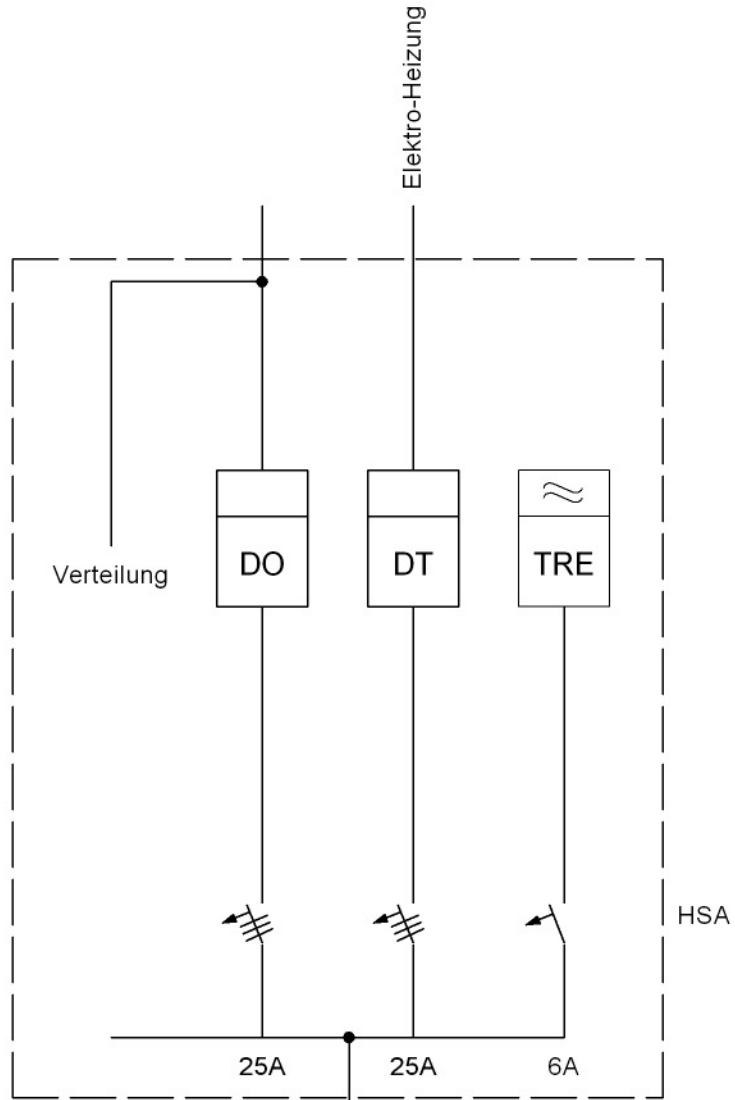 Elektro-Heizung
DO
DT
TRE
Verteilung
HSA
25A
25A
6A